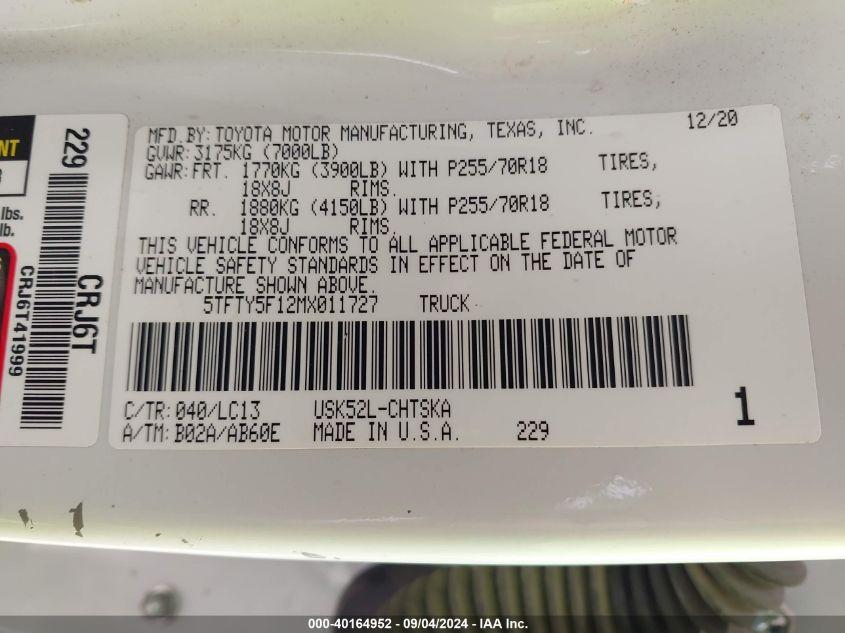 MFD.BY:TOYOTA MOTOR MANUFACTURING, TEXAS, INC. 12/20
GVWR:3175KG (7000LB)
GAWR:FRT. 1770KG (3900LB) WITH P255/70R18 TIRES,
18X8J RIMS.
RR. 1880KG (4150LB) WITH P255/70R18 TIRES,
18X8J RIMS.
THIS VEHICLE CONFORMS TO ALL APPLICABLE FEDERAL MOTOR
VEHICLE SAFETY STANDARDS IN EFFECT ON THE DATE OF
MANUFACTURE SHOWN ABOVE.
5TFTY5F12MX011727 TRUCK
C/TR:040/LC13 USK52L-CHTSKA
A/TM:B02A/AB60E MADE IN U.S.A. 229
1
229
CRJ6T
CRJ6T41999
NT
lbs.
lb.
000-40164952 - 09/04/2024 - IAA Inc.